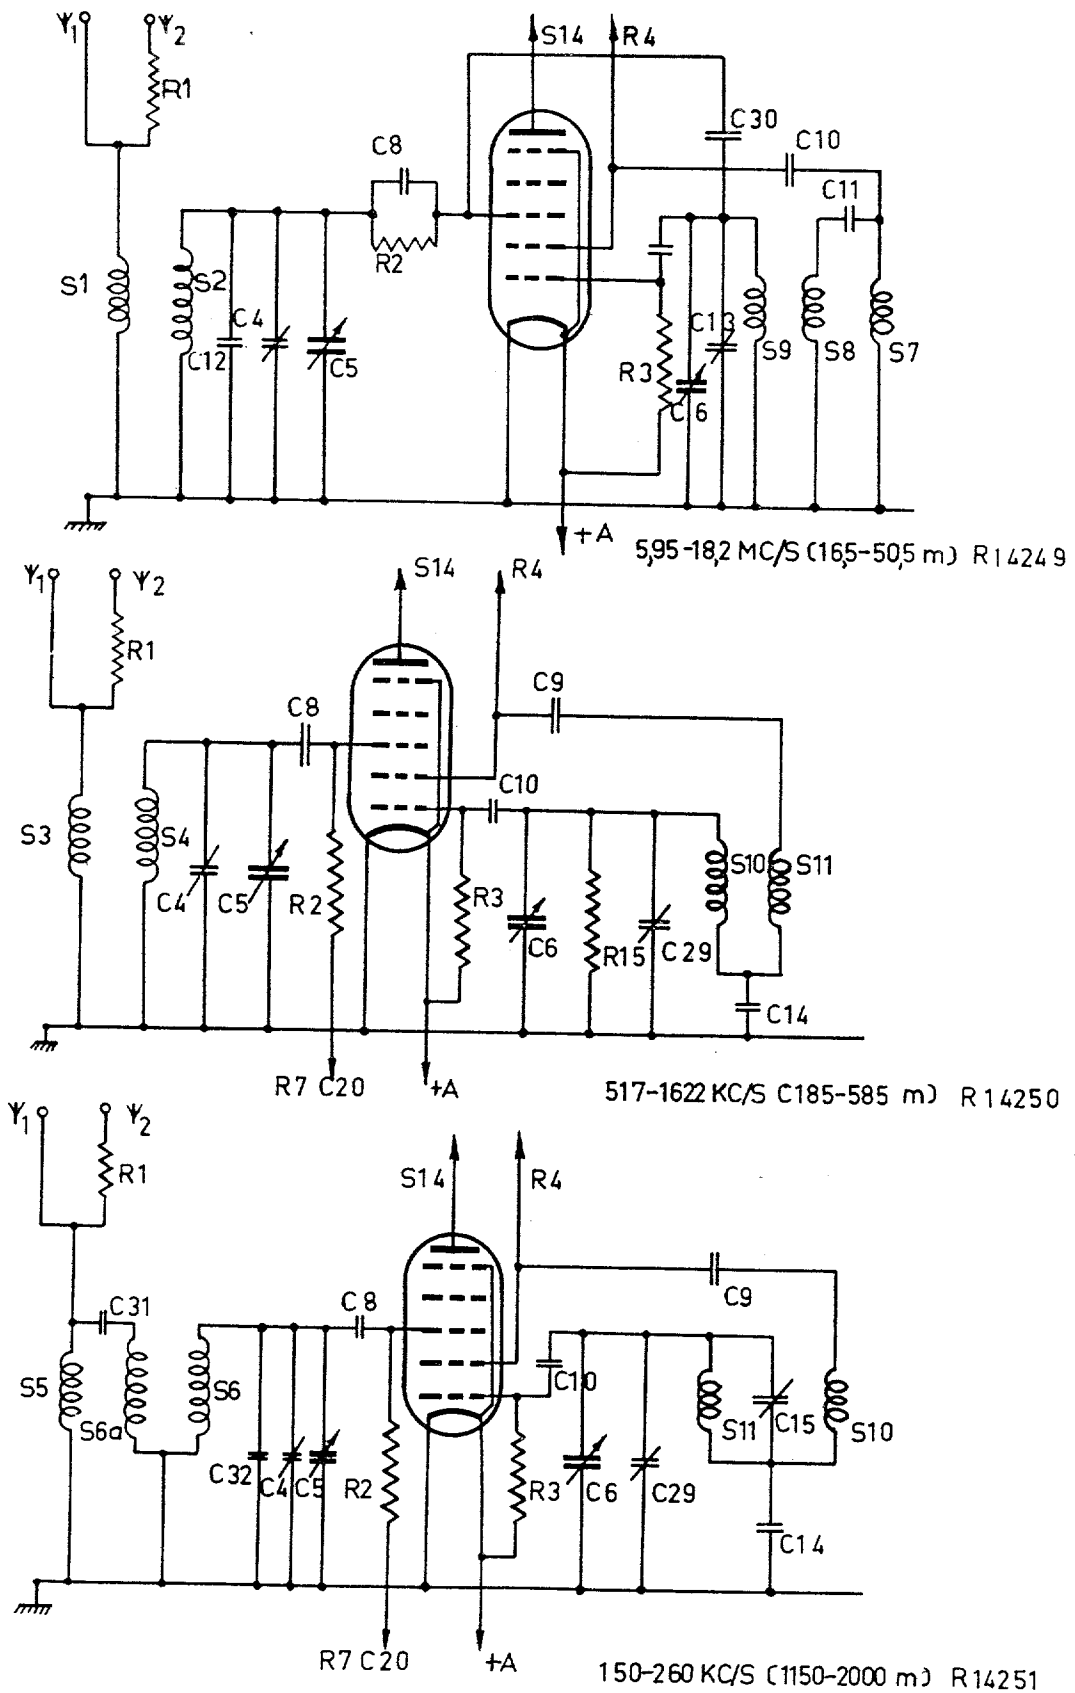 Ψ1 Ψ2
R1
S14 R4
C30
C8
C10
C11
R2
S1
S2
C4
C12
C5
R3
C13
C6
S9 S8 S7
+A
5,95-18,2 MC/S (16,5-50,5 m) R14249
Ψ1 Ψ2
R1
S14 R4
C8
C9
C10
S3
S4
C4 C5 R2
R3
C6
R15
C29
S10 S11
C14
R7 C20
+A
517-1622 KC/S (185-585 m) R14250
Ψ1 Ψ2
R1
S14 R4
C31
C8
C9
S5
S6a
S6
C10
S11
C15
S10
C32 C4 C5 R2
R3
C6
C29
C14
R7 C20
+A
150-260 KC/S (1150-2000 m) R14251